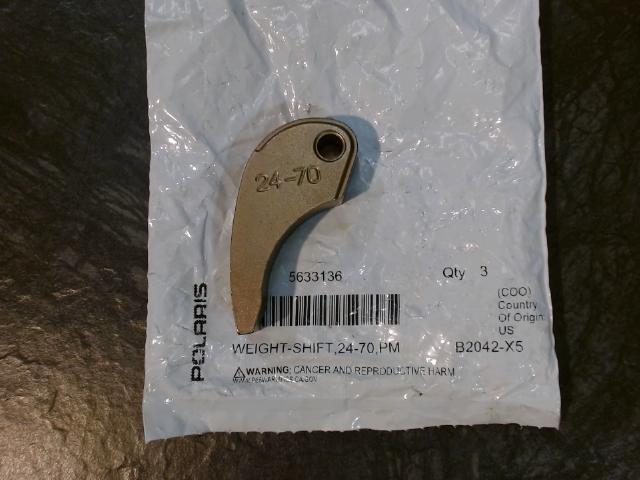 24-70
5633136
Qty 3
(COO)
Country
Of Origin:
US
POLARIS
WEIGHT-SHIFT,24-70,PM
B2042-X5
WARNING: CANCER AND REPRODUCTIVE HARM